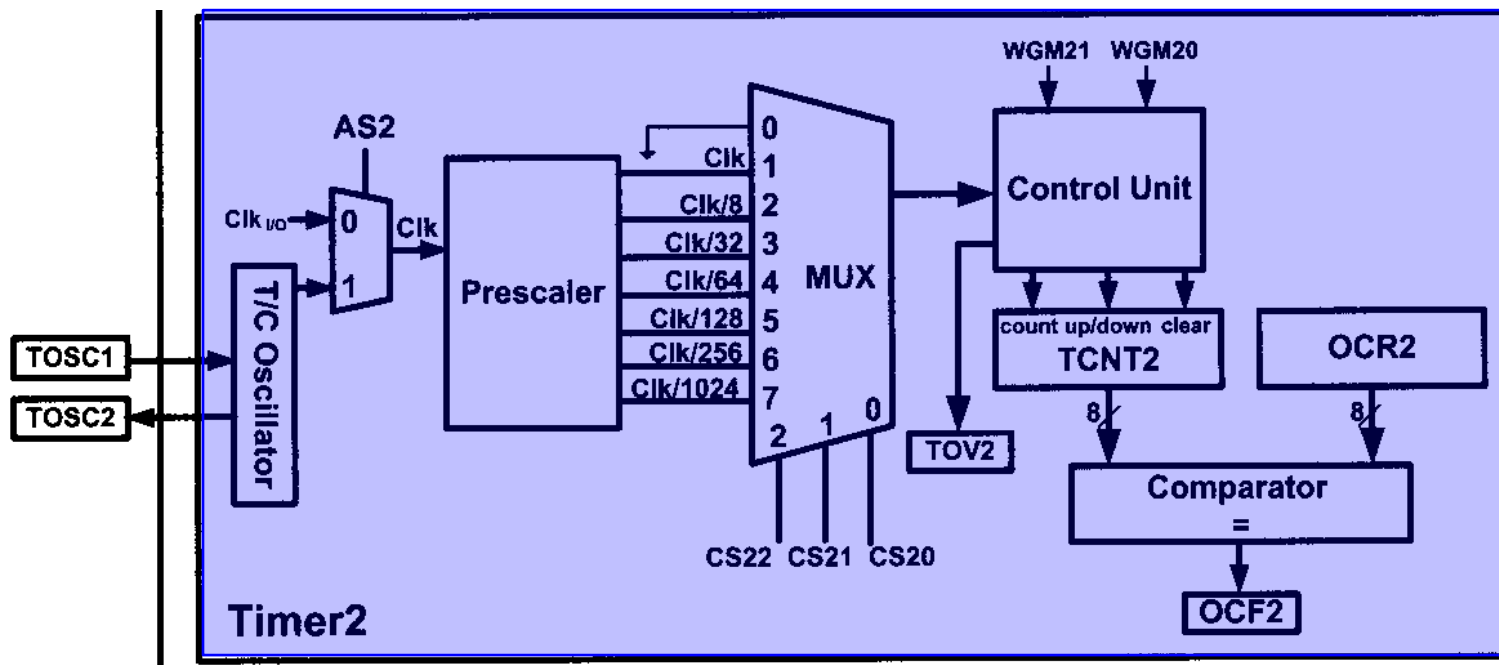 WGM21 WGM20
AS2
0
Clk 1
Clk/8 2
Clk/32 3
Clk/64 4
Clk/128 5
Clk/256 6
Clk/1024 7
MUX
2 1 0
CS22 CS21 CS20
Clk I/O 0
1
Clk
Prescaler
T/C Oscillator
TOSC1
TOSC2
Control Unit
count up/down clear
TCNT2
OCR2
8
8
TOV2
Comparator
=
OCF2
Timer2